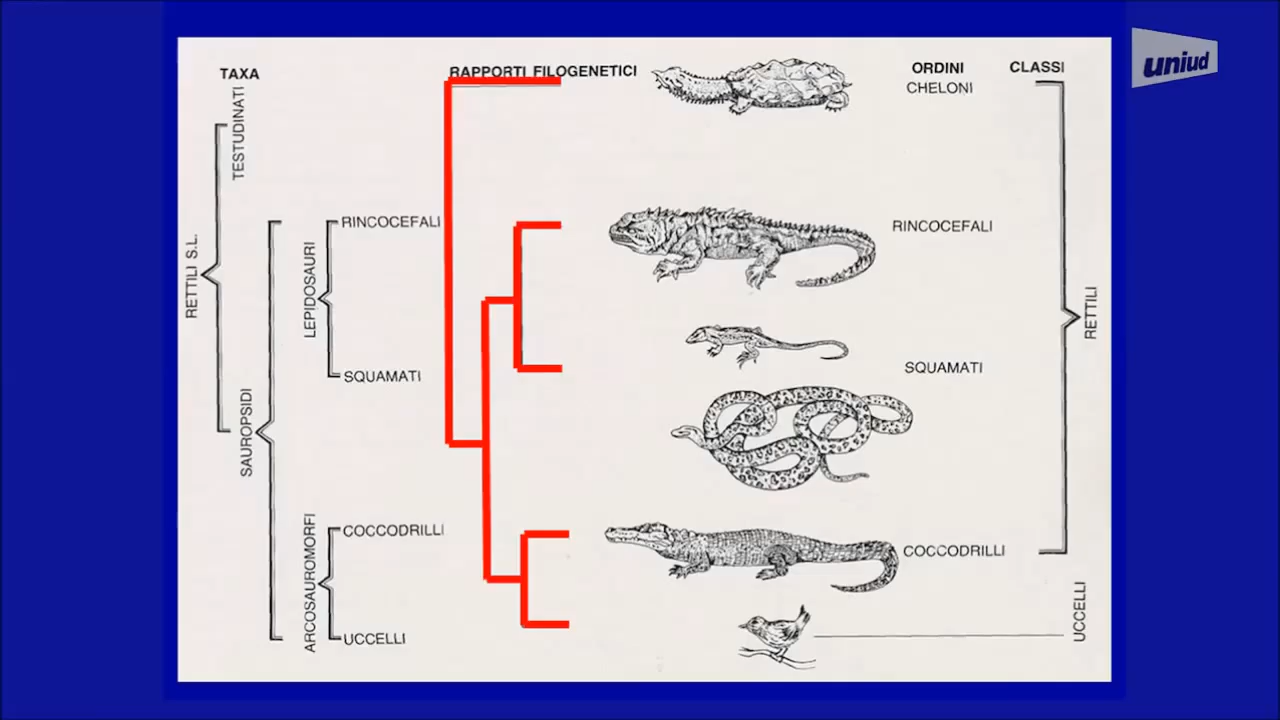 TAXA
RAPPORTI FILOGENETICI
ORDINI
CLASSI
uniud
CHELONI
TESTUDINATI
RETTILI S.L.
RINCOCEFALI
RINCOCEFALI
LEPIDOSAURI
RETTILI
SQUAMATI
SQUAMATI
SAUROPSIDI
COCCODRILLI
COCCODRILLI
ARCOSAUROMORFI
UCCELLI
UCCELLI